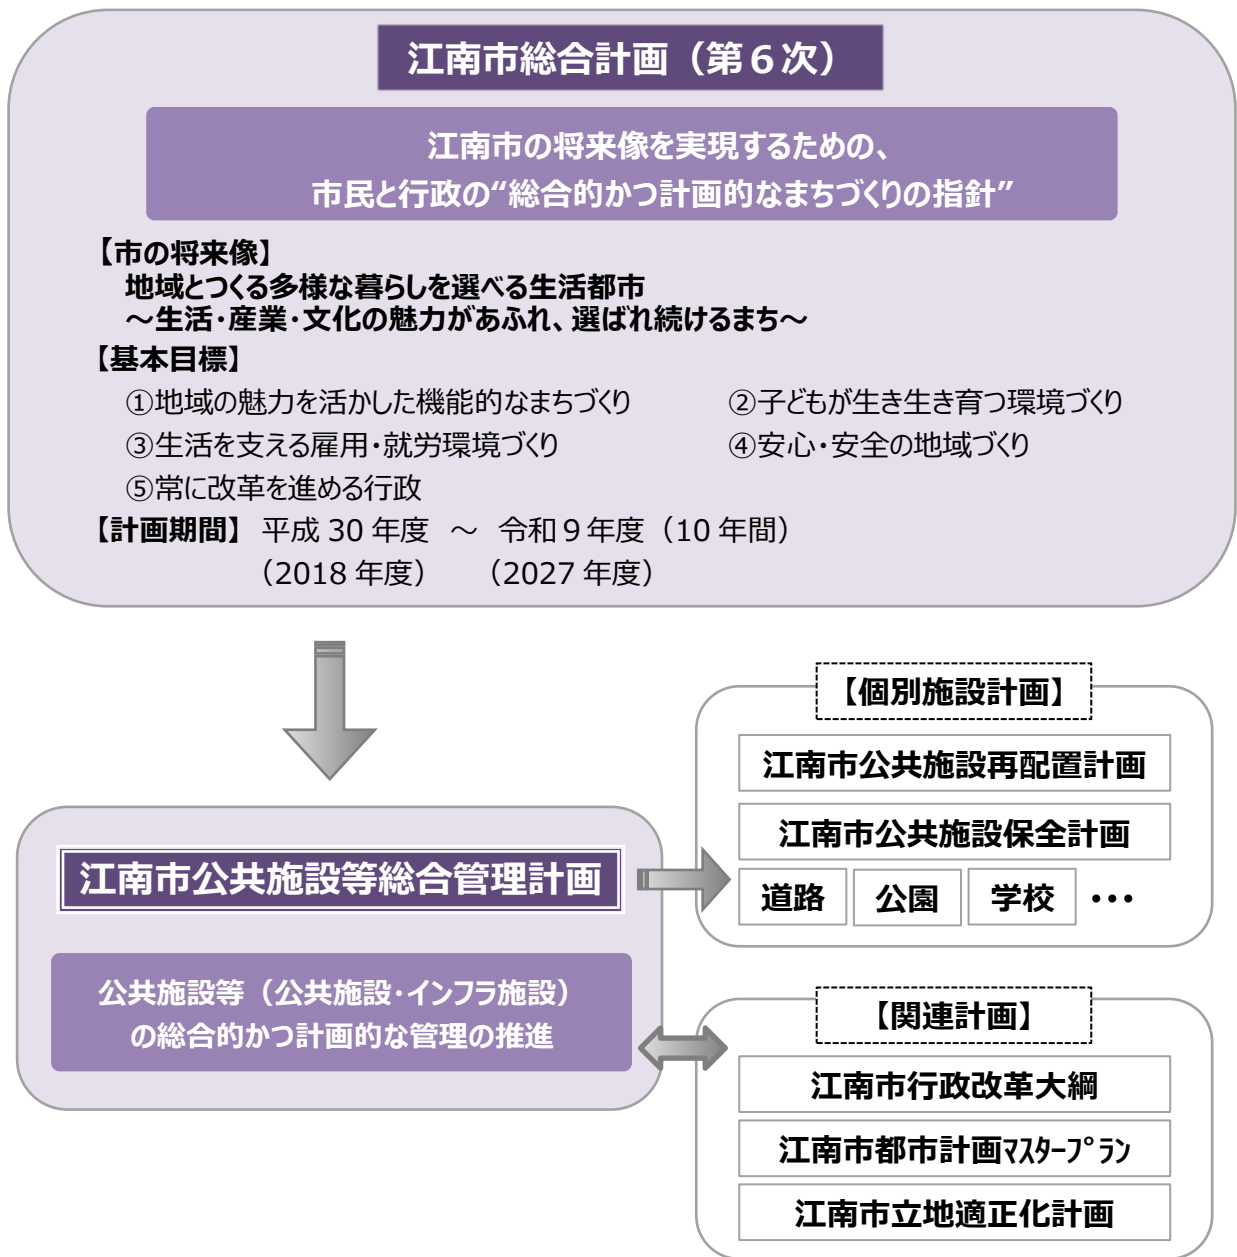 江南市総合計画（第６次）
江南市の将来像を実現するための、
市民と行政の“総合的かつ計画的なまちづくりの指針”
【市の将来像】
地域とつくる多様な暮らしを選べる生活都市
～生活・産業・文化の魅力があふれ、選ばれ続けるまち～
【基本目標】
①地域の魅力を活かした機能的なまちづくり ②子どもが生き生き育つ環境づくり
③生活を支える雇用・就労環境づくり ④安心・安全の地域づくり
⑤常に改革を進める行政
【計画期間】 平成 30 年度 ～ 令和９年度（10 年間）
（2018 年度） （2027 年度）
【個別施設計画】
江南市公共施設再配置計画
江南市公共施設保全計画
道路 公園 学校 ・・・
江南市公共施設等総合管理計画
公共施設等（公共施設・インフラ施設）
の総合的かつ計画的な管理の推進
【関連計画】
江南市行政改革大綱
江南市都市計画ﾏｽﾀｰﾌﾟﾗﾝ
江南市立地適正化計画